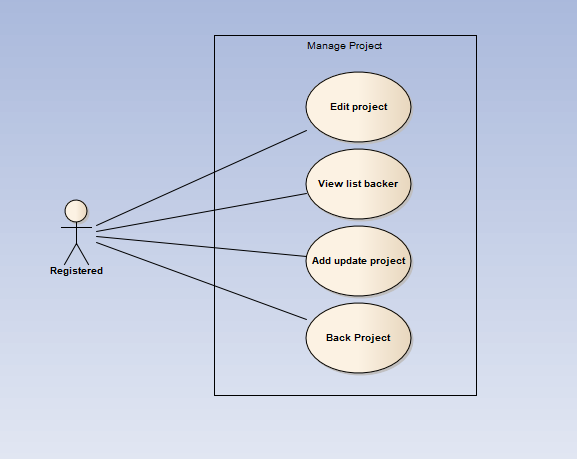 Manage Project
Edit project
View list backer
Registered
Add update project
Back Project